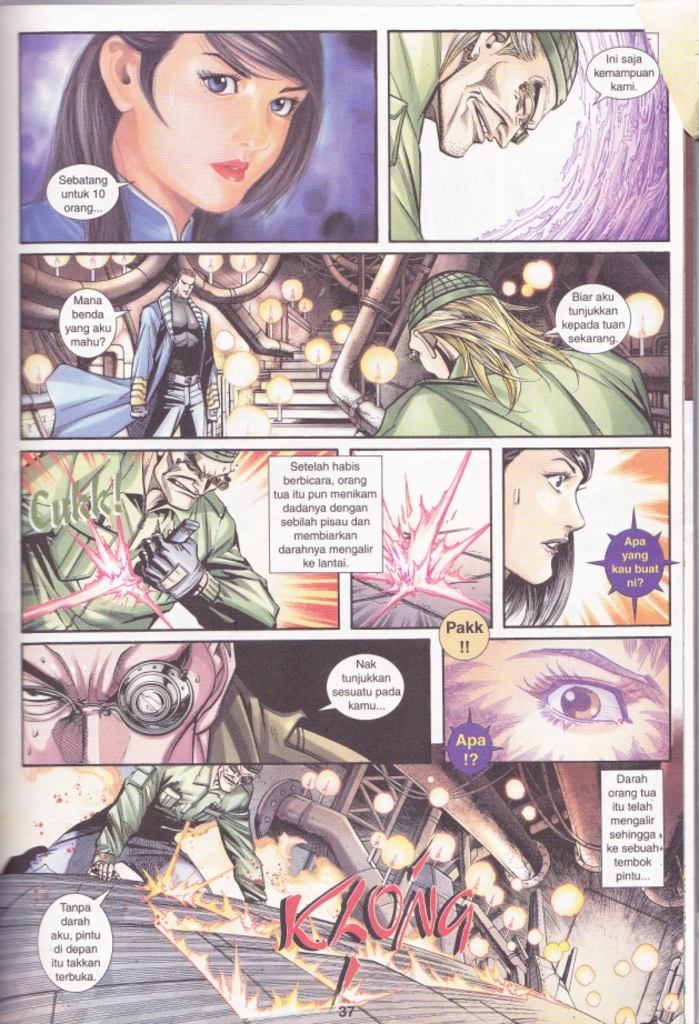 Sebatang
untuk 10
orang...
Ini saja
kemampuan
kami.
Mana
benda
yang aku
mahu?
Biar aku
tunjukkan
kepada tuan
sekarang.
Cukk!
Setelah habis
berbicara, orang
tua itu pun menikam
dadanya dengan
sebilah pisau dan
membiarkan
darahnya mengalir
ke lantai.
Apa
yang
kau buat
ni?
Pakk
!!
Nak
tunjukkan
sesuatu pada
kamu...
Apa
!?
Darah
orang tua
itu telah
mengalir
sehingga
ke sebuah
tembok
pintu...
Tanpa
darah
aku, pintu
di depan
itu takkan
terbuka.
KLONG
!
37